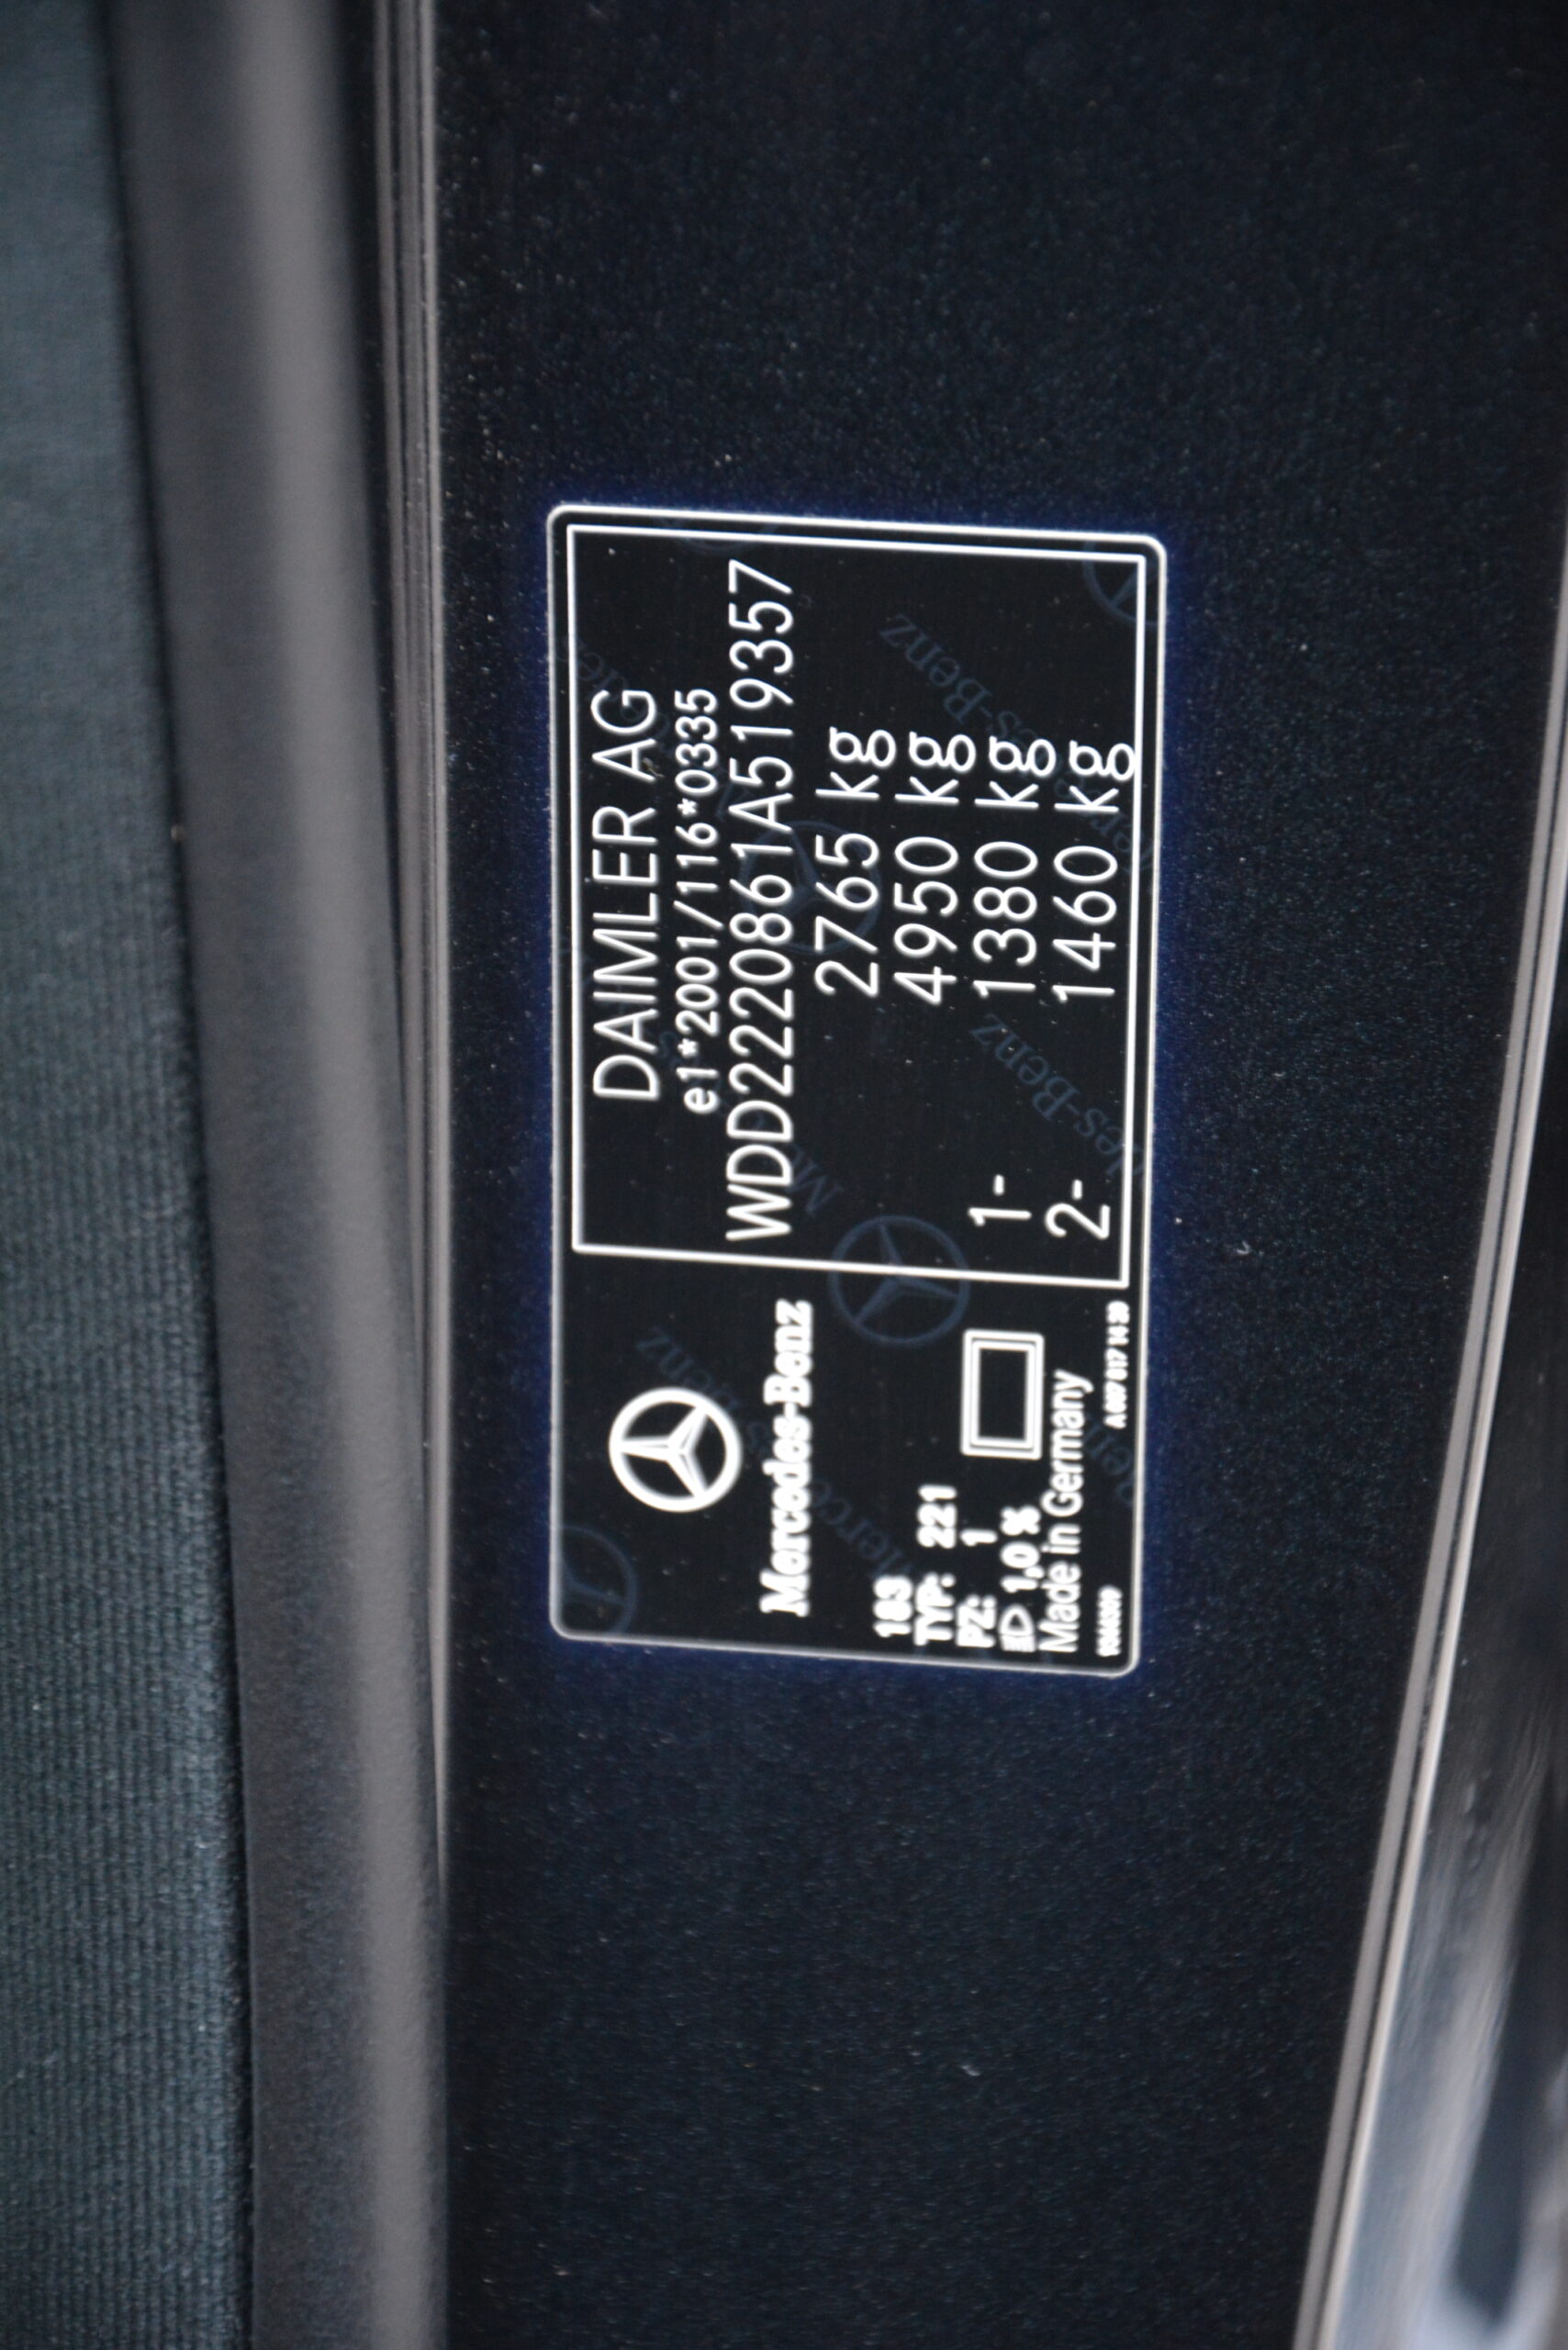 DAIMLER AG
e1*2001/116*0335
WDD2220861A519357
2765 kg
4950 kg
1- 1380 kg
2- 1460 kg
Mercedes-Benz
183
TYP: 221
PZ: 1
1,0 %
Made in Germany